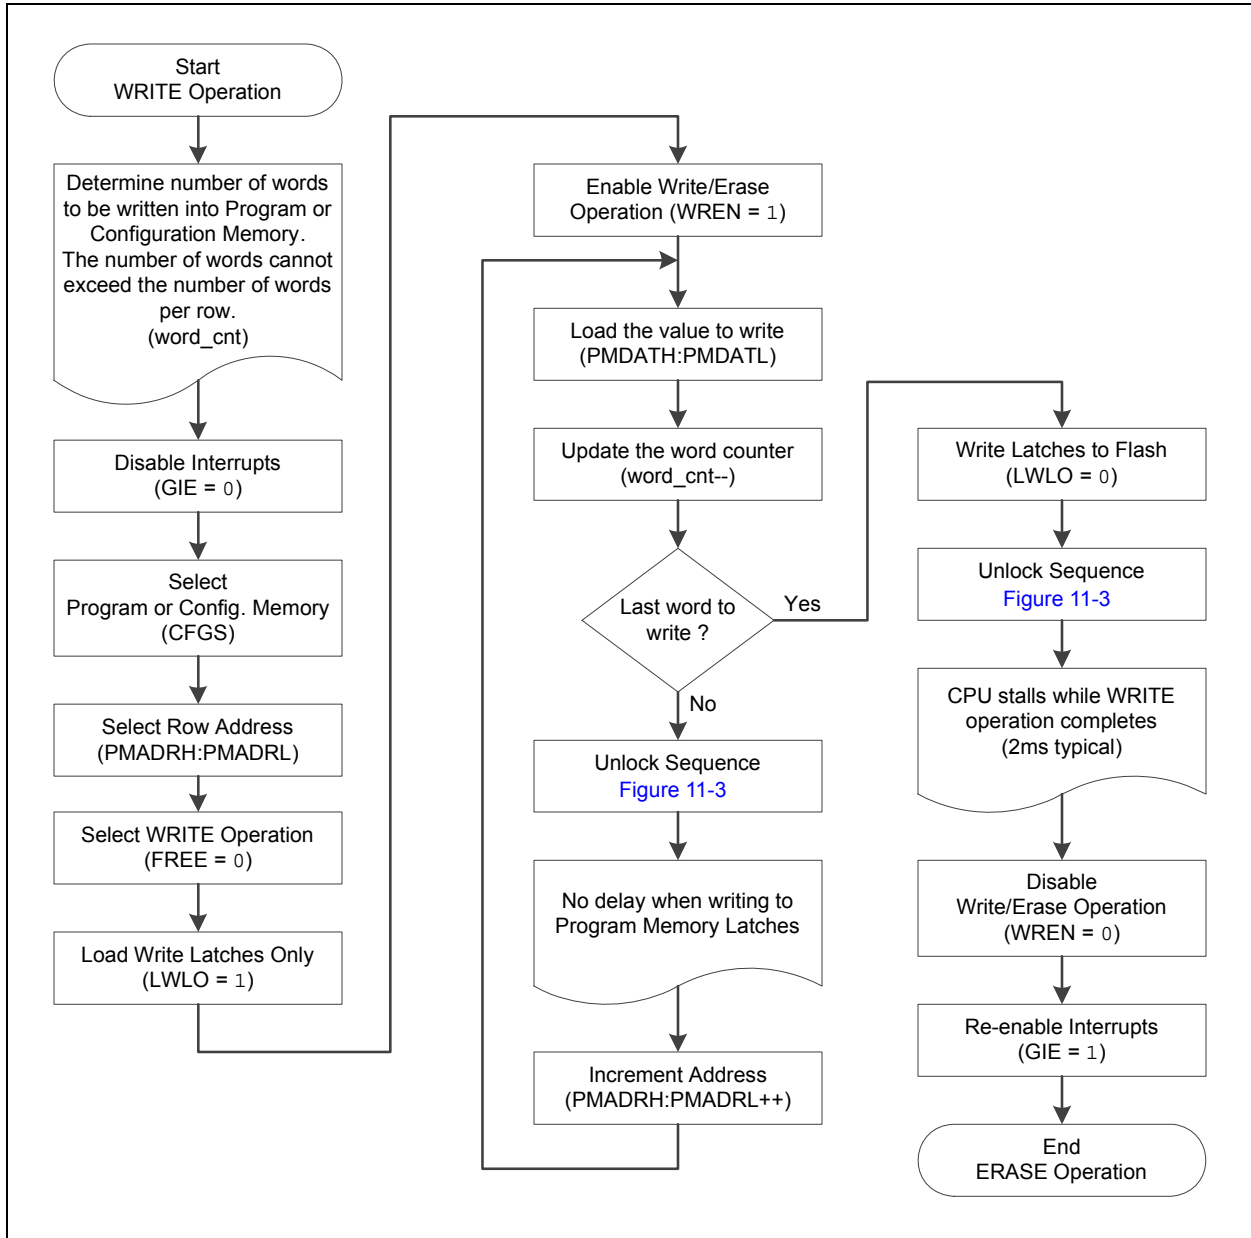 Start
WRITE Operation
Determine number of words
to be written into Program or
Configuration Memory.
The number of words cannot
exceed the number of words
per row.
(word_cnt)
Disable Interrupts
(GIE = 0)
Select
Program or Config. Memory
(CFGS)
Select Row Address
(PMADRH:PMADRL)
Select WRITE Operation
(FREE = 0)
Load Write Latches Only
(LWLO = 1)
Enable Write/Erase
Operation (WREN = 1)
Load the value to write
(PMDATH:PMDATL)
Update the word counter
(word_cnt--)
Last word to
write ?
Yes
No
Unlock Sequence
Figure 11-3
No delay when writing to
Program Memory Latches
Increment Address
(PMADRH:PMADRL++)
Write Latches to Flash
(LWLO = 0)
Unlock Sequence
Figure 11-3
CPU stalls while WRITE
operation completes
(2ms typical)
Disable
Write/Erase Operation
(WREN = 0)
Re-enable Interrupts
(GIE = 1)
End
ERASE Operation